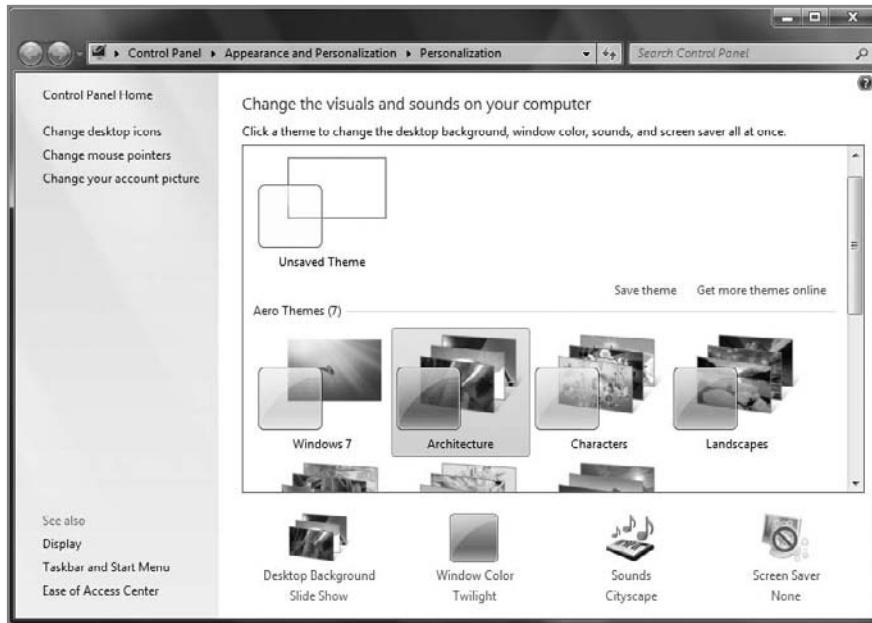 Control Panel ▸ Appearance and Personalization ▸ Personalization
Search Control Panel
Control Panel Home
Change desktop icons
Change mouse pointers
Change your account picture
See also
Display
Taskbar and Start Menu
Ease of Access Center
Change the visuals and sounds on your computer
Click a theme to change the desktop background, window color, sounds, and screen saver all at once.
Unsaved Theme
Save theme Get more themes online
Aero Themes (7)
Windows 7 Architecture Characters Landscapes
Desktop Background Window Color Sounds Screen Saver
Slide Show Twilight Cityscape None